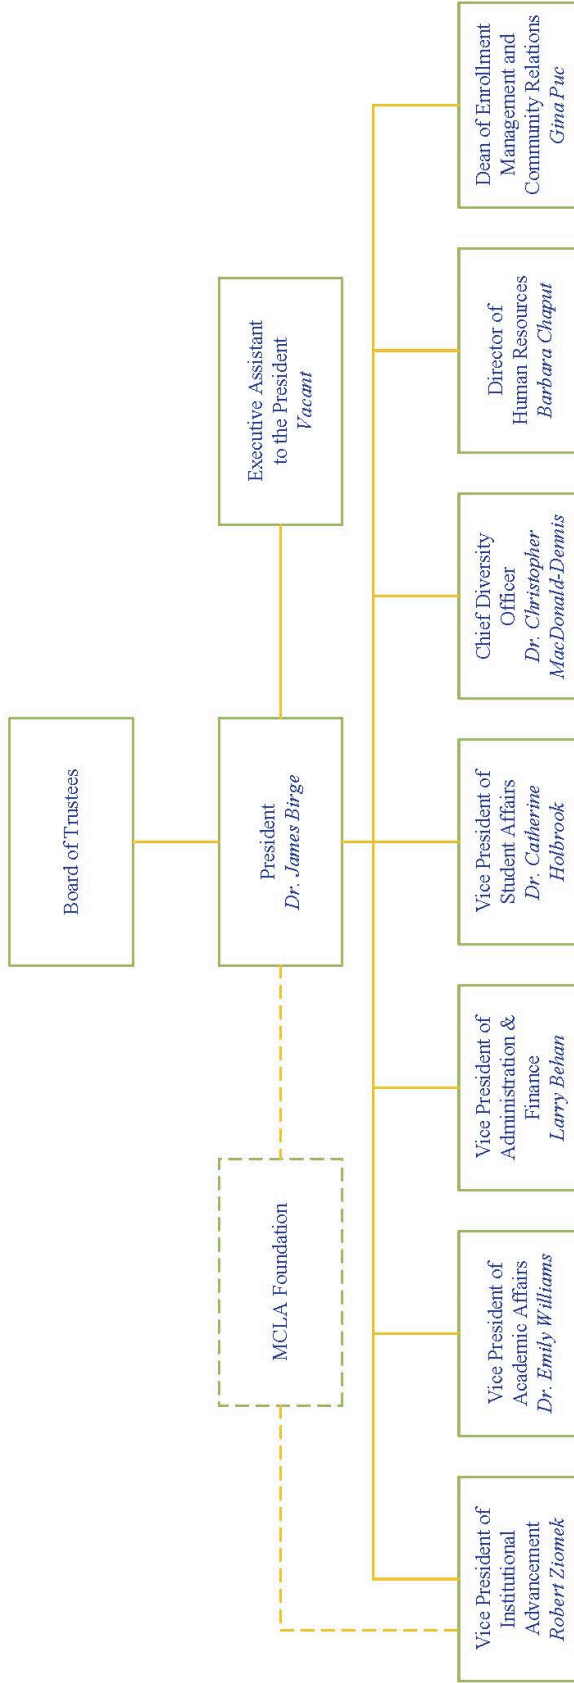 Board of Trustees
MCLA Foundation
President
Dr. James Birge
Executive Assistant
to the President
Vacant
Vice President of
Institutional
Advancement
Robert Ziomek
Vice President of
Academic Affairs
Dr. Emily Williams
Vice President of
Administration &
Finance
Larry Behan
Vice President of
Student Affairs
Dr. Catherine
Holbrook
Chief Diversity
Officer
Dr. Christopher
MacDonald-Dennis
Director of
Human Resources
Barbara Chaput
Dean of Enrollment
Management and
Community Relations
Gina Puc